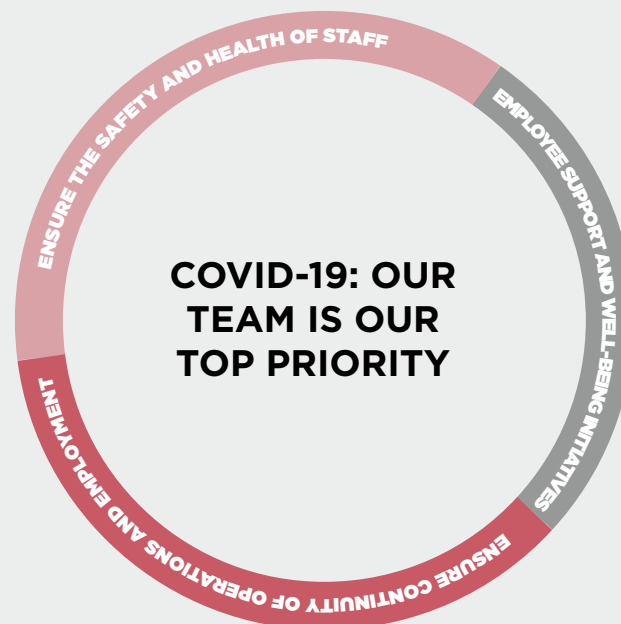 ENSURE THE SAFETY AND HEALTH OF STAFF
EMPLOYEE SUPPORT AND WELL-BEING INITIATIVES
COVID-19: OUR
TEAM IS OUR
TOP PRIORITY
ENSURE CONTINUITY OF OPERATIONS AND EMPLOYMENT